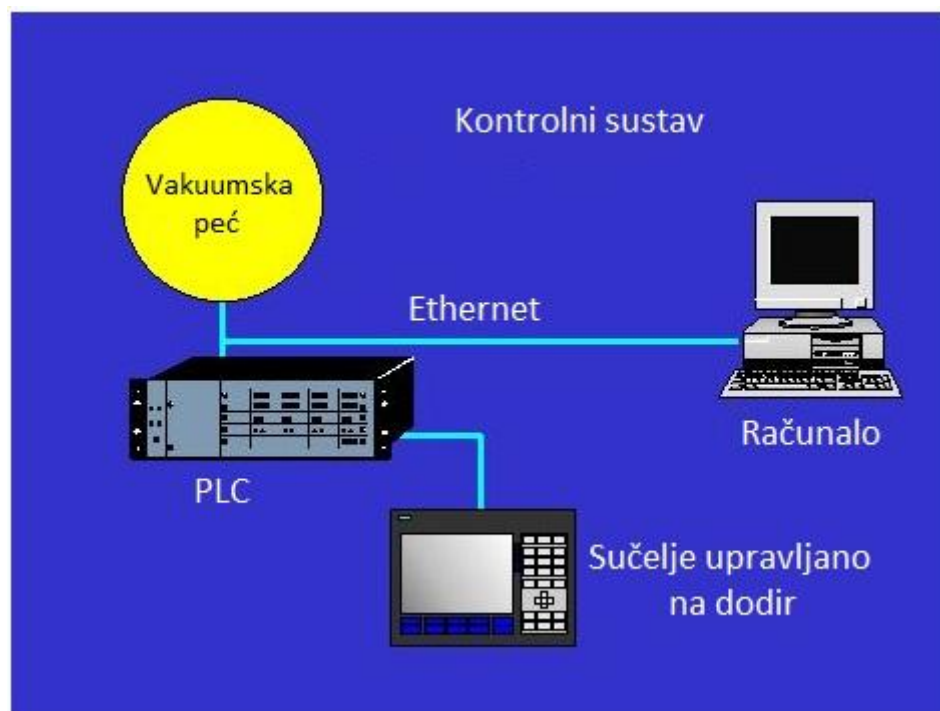 Kontrolni sustav
Vakuumska
peć
Ethernet
Računalo
PLC
Sučelje upravljano
na dodir